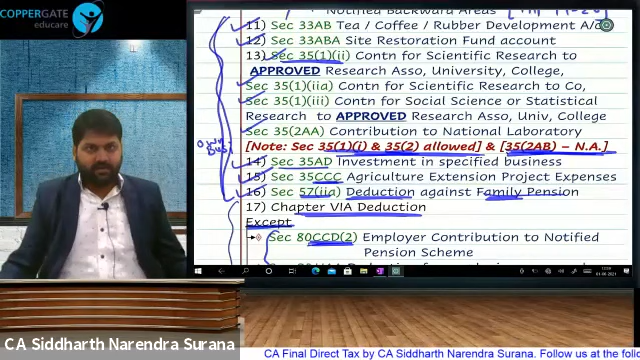 COPPERGATE
educare
Notified Backward Areas
11) Sec 33AB Tea / Coffee / Rubber Development A/c
12) Sec 33ABA Site Restoration Fund account
13) Sec 35(1)(ii) Contn for Scientific Research to
APPROVED Research Asso, University, College,
Sec 35(1)(iia) Contn for Scientific Research to Co,
Sec 35(1)(iii) Contn for Social Science or Statistical
Research to APPROVED Research Asso, Univ, College
Sec 35(2AA) Contribution to National Laboratory
[Note: Sec 35(1)(i) & 35(2) allowed] & [35(2AB) – N.A.]
14) Sec 35AD Investment in specified business
15) Sec 35CCC Agriculture Extension Project Expenses
16) Sec 57(iia) Deduction against Family Pension
17) Chapter VIA Deduction
Except
Sec 80CCD(2) Employer Contribution to Notified
Pension Scheme
CA Siddharth Narendra Surana
CA Final Direct Tax by CA Siddharth Narendra Surana. Follow us at the follo